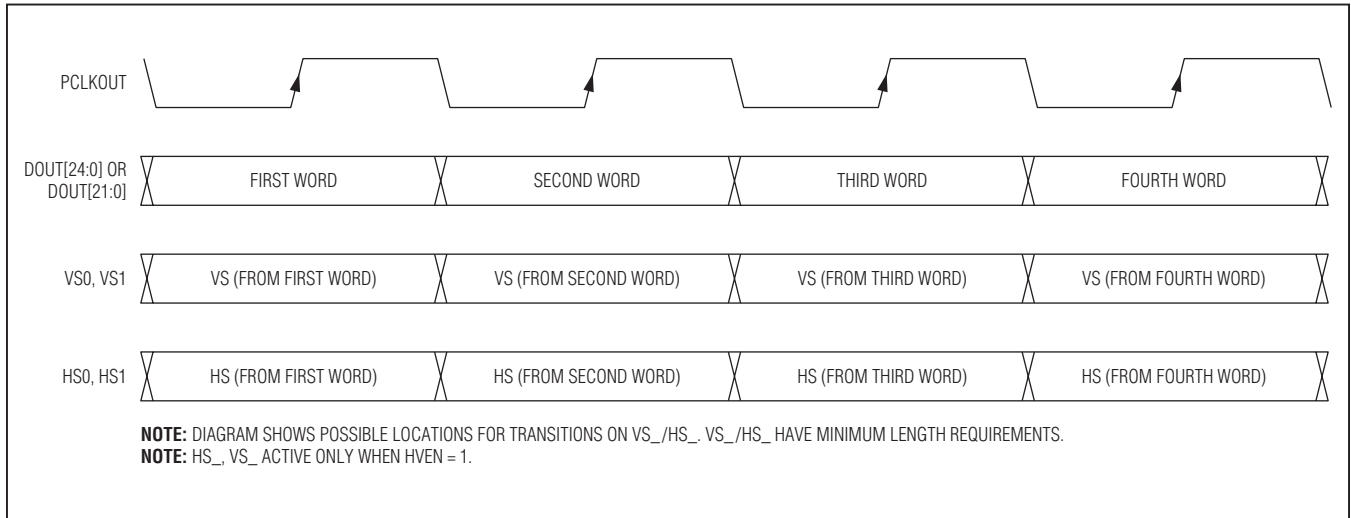 PCLKOUT
DOUT[24:0] OR
DOUT[21:0]
FIRST WORD
SECOND WORD
THIRD WORD
FOURTH WORD
VS0, VS1
VS (FROM FIRST WORD)
VS (FROM SECOND WORD)
VS (FROM THIRD WORD)
VS (FROM FOURTH WORD)
HS0, HS1
HS (FROM FIRST WORD)
HS (FROM SECOND WORD)
HS (FROM THIRD WORD)
HS (FROM FOURTH WORD)
NOTE: DIAGRAM SHOWS POSSIBLE LOCATIONS FOR TRANSITIONS ON VS_/HS_. VS_/HS_ HAVE MINIMUM LENGTH REQUIREMENTS.
NOTE: HS_, VS_ ACTIVE ONLY WHEN HVEN = 1.